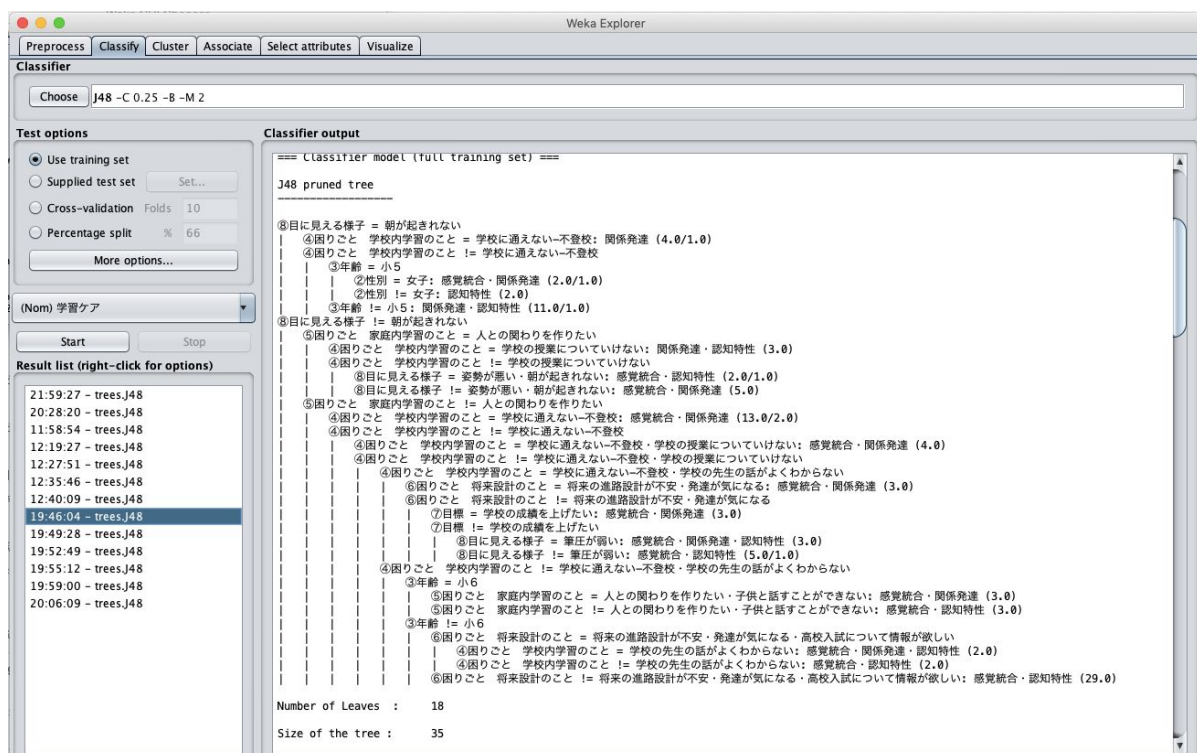 Weka Explorer
Preprocess Classify Cluster Associate Select attributes Visualize
Classifier
Choose J48 -C 0.25 -B -M 2
Test options
Use training set
Supplied test set Set...
Cross-validation Folds 10
Percentage split % 66
More options...
(Nom) 学習ケア
Start Stop
Result list (right-click for options)
21:59:27 - trees.J48
20:28:20 - trees.J48
11:58:54 - trees.J48
12:19:27 - trees.J48
12:27:51 - trees.J48
12:35:46 - trees.J48
12:40:09 - trees.J48
19:46:04 - trees.J48
19:49:28 - trees.J48
19:52:49 - trees.J48
19:55:12 - trees.J48
19:59:00 - trees.J48
20:06:09 - trees.J48
Classifier output
=== Classifier model (full training set) ===
J48 pruned tree
------------------
⑧目に見える様子 = 朝が起きれない
|   ④困りごと 学校内学習のこと = 学校に通えない-不登校: 関係発達 (4.0/1.0)
|   ④困りごと 学校内学習のこと != 学校に通えない-不登校
|   |   ③年齢 = 小5
|   |   |   ②性別 = 女子: 感覚統合・関係発達 (2.0/1.0)
|   |   |   ②性別 != 女子: 認知特性 (2.0)
|   |   ③年齢 != 小5: 関係発達・認知特性 (11.0/1.0)
⑧目に見える様子 != 朝が起きれない
|   ⑤困りごと 家庭内学習のこと = 人との関わりを作りたい
|   |   ④困りごと 学校内学習のこと = 学校の授業についていけない: 関係発達・認知特性 (3.0)
|   |   ④困りごと 学校内学習のこと != 学校の授業についていけない
|   |   |   ⑧目に見える様子 = 姿勢が悪い・朝が起きれない: 感覚統合・認知特性 (2.0/1.0)
|   |   |   ⑧目に見える様子 != 姿勢が悪い・朝が起きれない: 感覚統合・関係発達 (5.0)
|   ⑤困りごと 家庭内学習のこと != 人との関わりを作りたい
|   |   ④困りごと 学校内学習のこと = 学校に通えない-不登校: 感覚統合・関係発達 (13.0/2.0)
|   |   ④困りごと 学校内学習のこと != 学校に通えない-不登校
|   |   |   ④困りごと 学校内学習のこと = 学校に通えない-不登校・学校の授業についていけない: 感覚統合・関係発達 (4.0)
|   |   |   ④困りごと 学校内学習のこと != 学校に通えない-不登校・学校の授業についていけない
|   |   |   |   ④困りごと 学校内学習のこと = 学校に通えない-不登校・学校の先生の話がよくわからない
|   |   |   |   |   ⑥困りごと 将来設計のこと = 将来の進路設計が不安・発達が気になる: 感覚統合・関係発達 (3.0)
|   |   |   |   |   ⑥困りごと 将来設計のこと != 将来の進路設計が不安・発達が気になる
|   |   |   |   |   |   ⑦目標 = 学校の成績を上げたい: 感覚統合・関係発達 (3.0)
|   |   |   |   |   |   ⑦目標 != 学校の成績を上げたい
|   |   |   |   |   |   |   ⑧目に見える様子 = 筆圧が弱い: 感覚統合・関係発達・認知特性 (3.0)
|   |   |   |   |   |   |   ⑧目に見える様子 != 筆圧が弱い: 感覚統合・認知特性 (5.0/1.0)
|   |   |   |   ④困りごと 学校内学習のこと != 学校に通えない-不登校・学校の先生の話がよくわからない
|   |   |   |   |   ③年齢 = 小6
|   |   |   |   |   |   ⑤困りごと 家庭内学習のこと = 人との関わりを作りたい・子供と話すことができない: 感覚統合・関係発達 (3.0)
|   |   |   |   |   |   ⑤困りごと 家庭内学習のこと != 人との関わりを作りたい・子供と話すことができない: 感覚統合・認知特性 (3.0)
|   |   |   |   |   ③年齢 != 小6
|   |   |   |   |   |   ⑥困りごと 将来設計のこと = 将来の進路設計が不安・発達が気になる・高校入試について情報が欲しい
|   |   |   |   |   |   |   ④困りごと 学校内学習のこと = 学校の先生の話がよくわからない: 感覚統合・関係発達・認知特性 (2.0)
|   |   |   |   |   |   |   ④困りごと 学校内学習のこと != 学校の先生の話がよくわからない: 感覚統合・認知特性 (2.0)
|   |   |   |   |   |   ⑥困りごと 将来設計のこと != 将来の進路設計が不安・発達が気になる・高校入試について情報が欲しい: 感覚統合・認知特性 (29.0)
Number of Leaves : 18
Size of the tree : 35